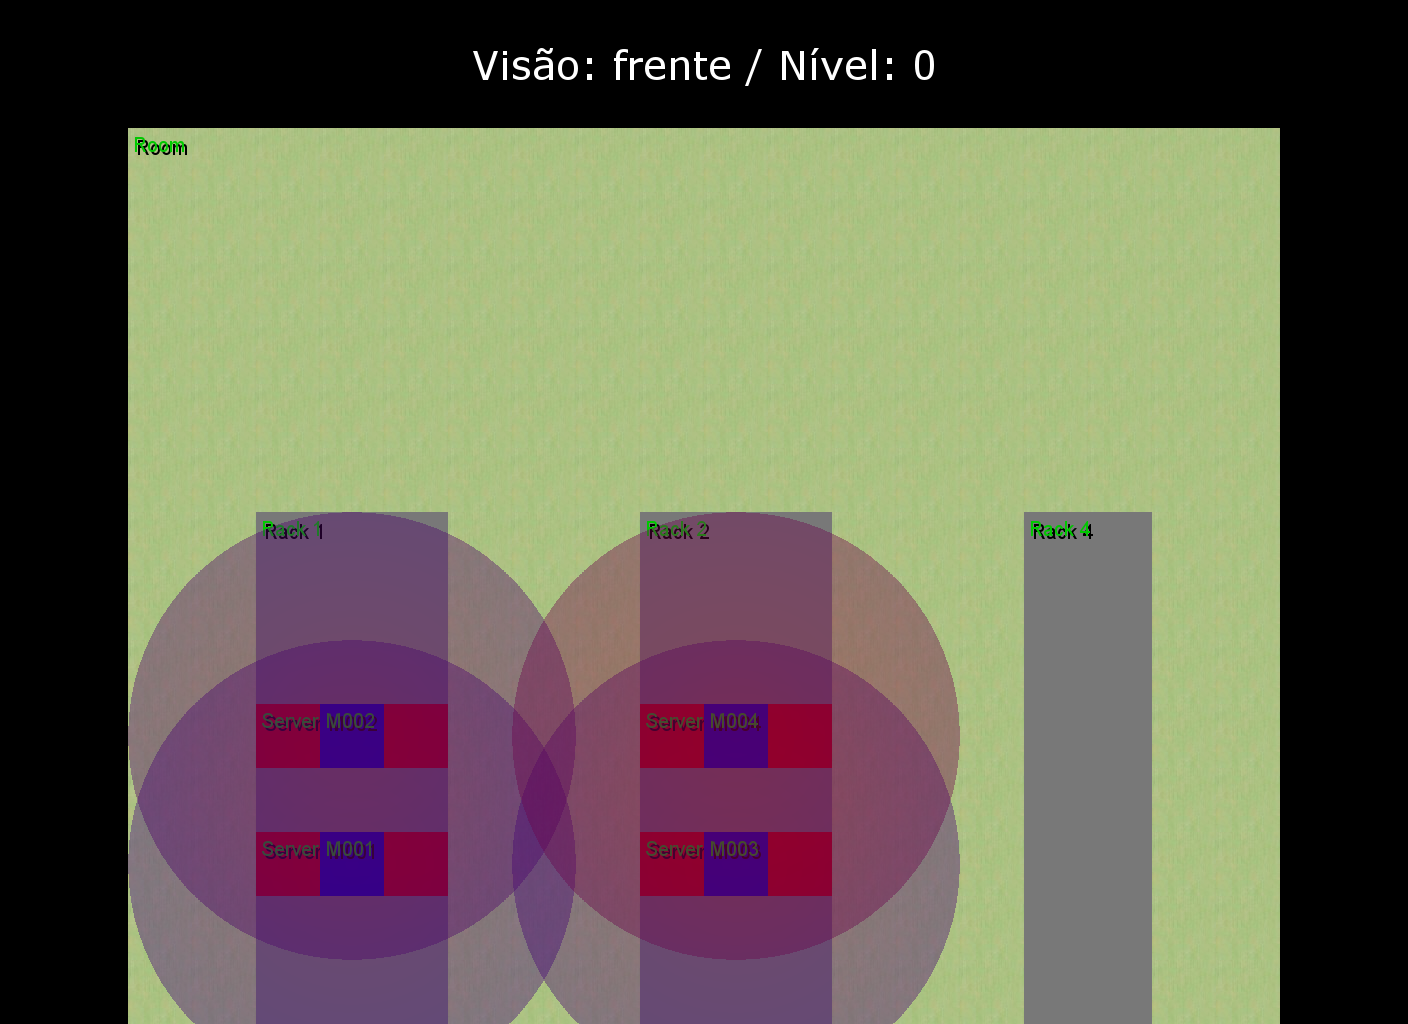 Visão: frente / Nível: 0
Room
Rack 1
Rack 2
Rack 4
Server M002
Server M004
Server M001
Server M003